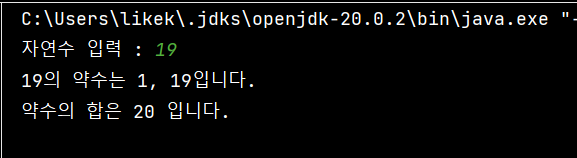 C:\Users\likek\.jdks\openjdk-20.0.2\bin\java.exe "-
자연수 입력 : 19
19의 약수는 1, 19입니다.
약수의 합은 20 입니다.